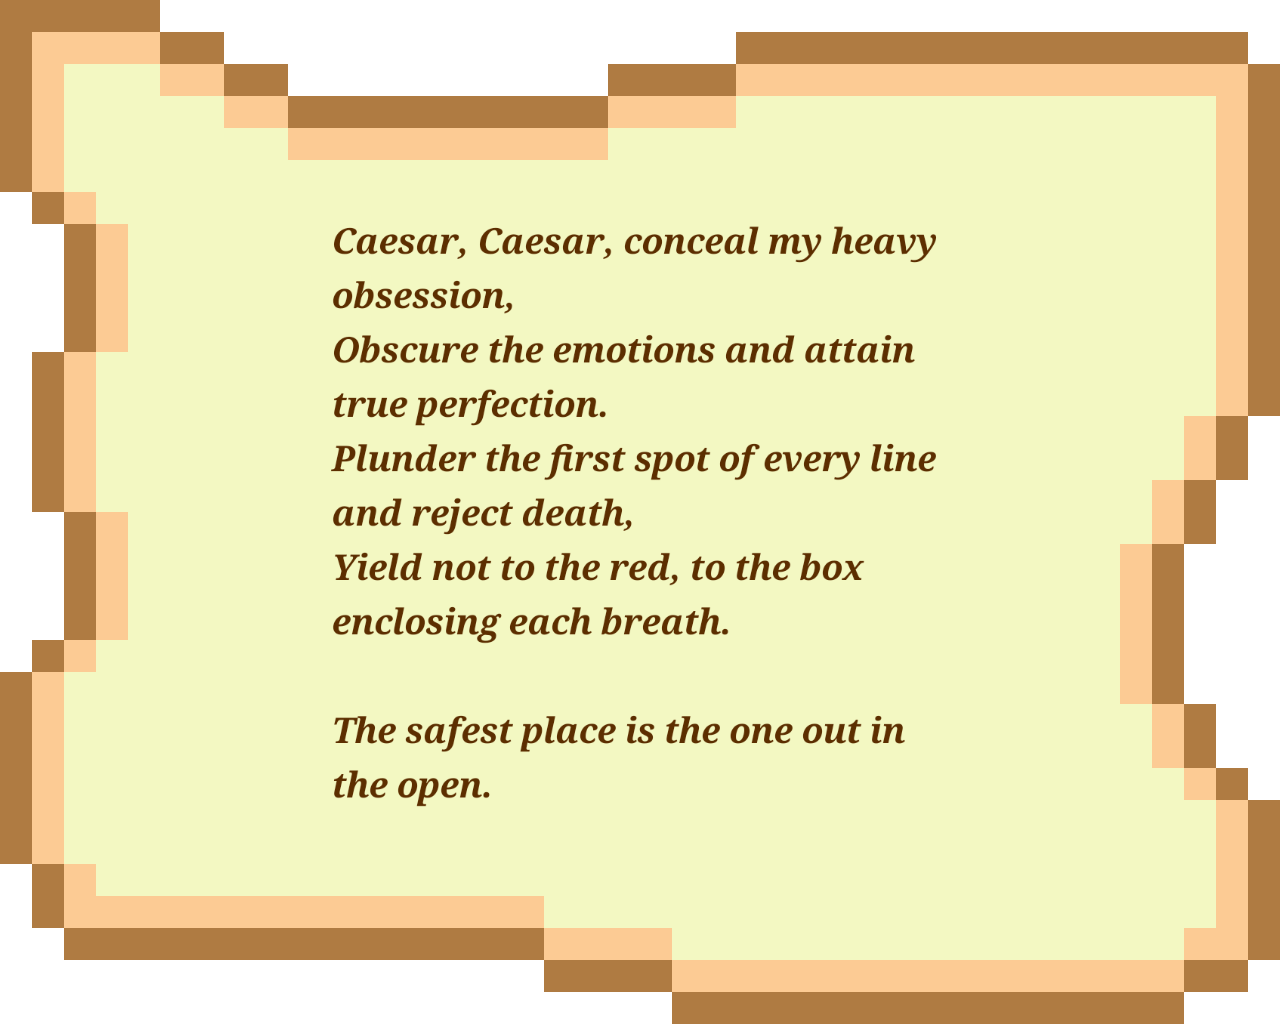 Caesar, Caesar, conceal my heavy
obsession,
Obscure the emotions and attain
true perfection.
Plunder the first spot of every line
and reject death,
Yield not to the red, to the box
enclosing each breath.
The safest place is the one out in
the open.